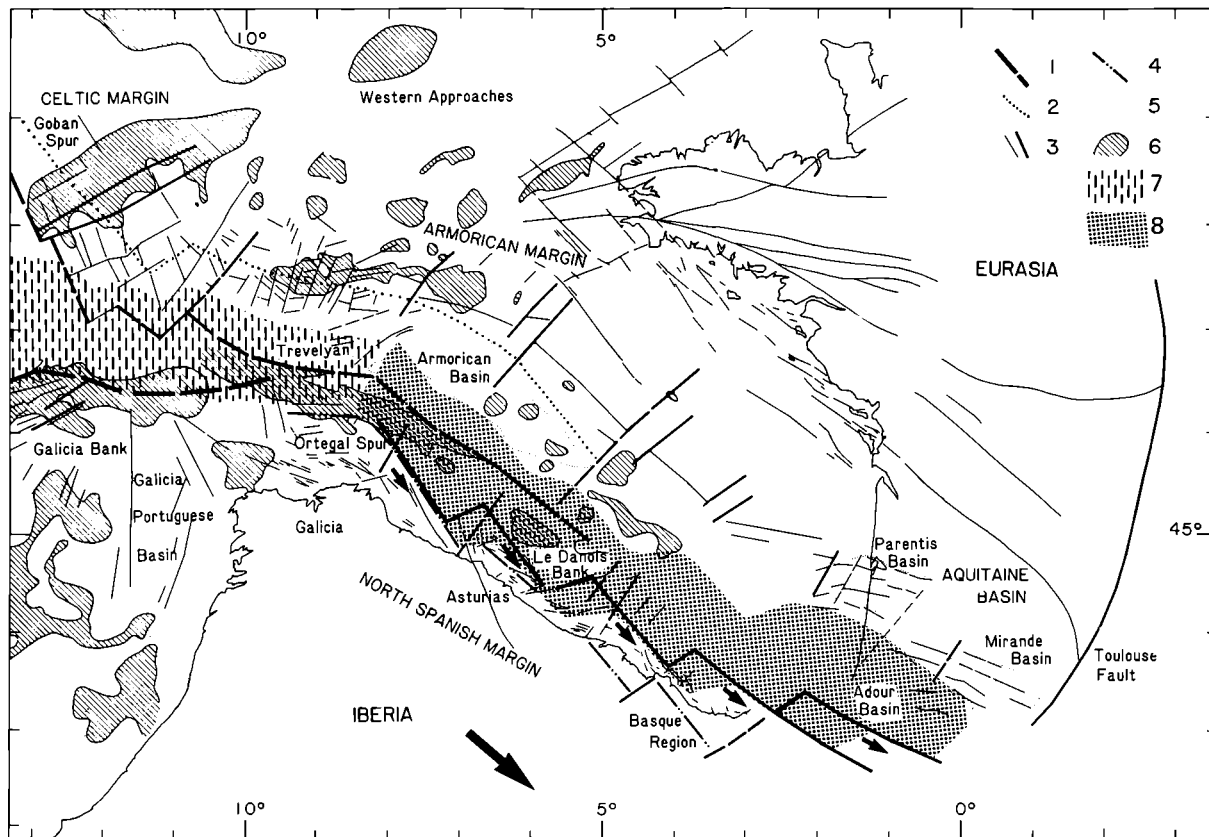 10°
5°
1
4
CELTIC MARGIN
Western Approaches
2
5
Goban
Spur
3
6
7
ARMORICAN MARGIN
8
EURASIA
Trevelyan
Armorican
Basin
Ortegal Spur
Galicia Bank
Galicia
Portuguese
Basin
Galicia
45°
Le Danois
Bank
Parentis
Basin
AQUITAINE
BASIN
Asturias
NORTH SPANISH MARGIN
Mirande
Basin
Toulouse
Fault
Adour
Basin
IBERIA
Basque
Region
10°
5°
0°